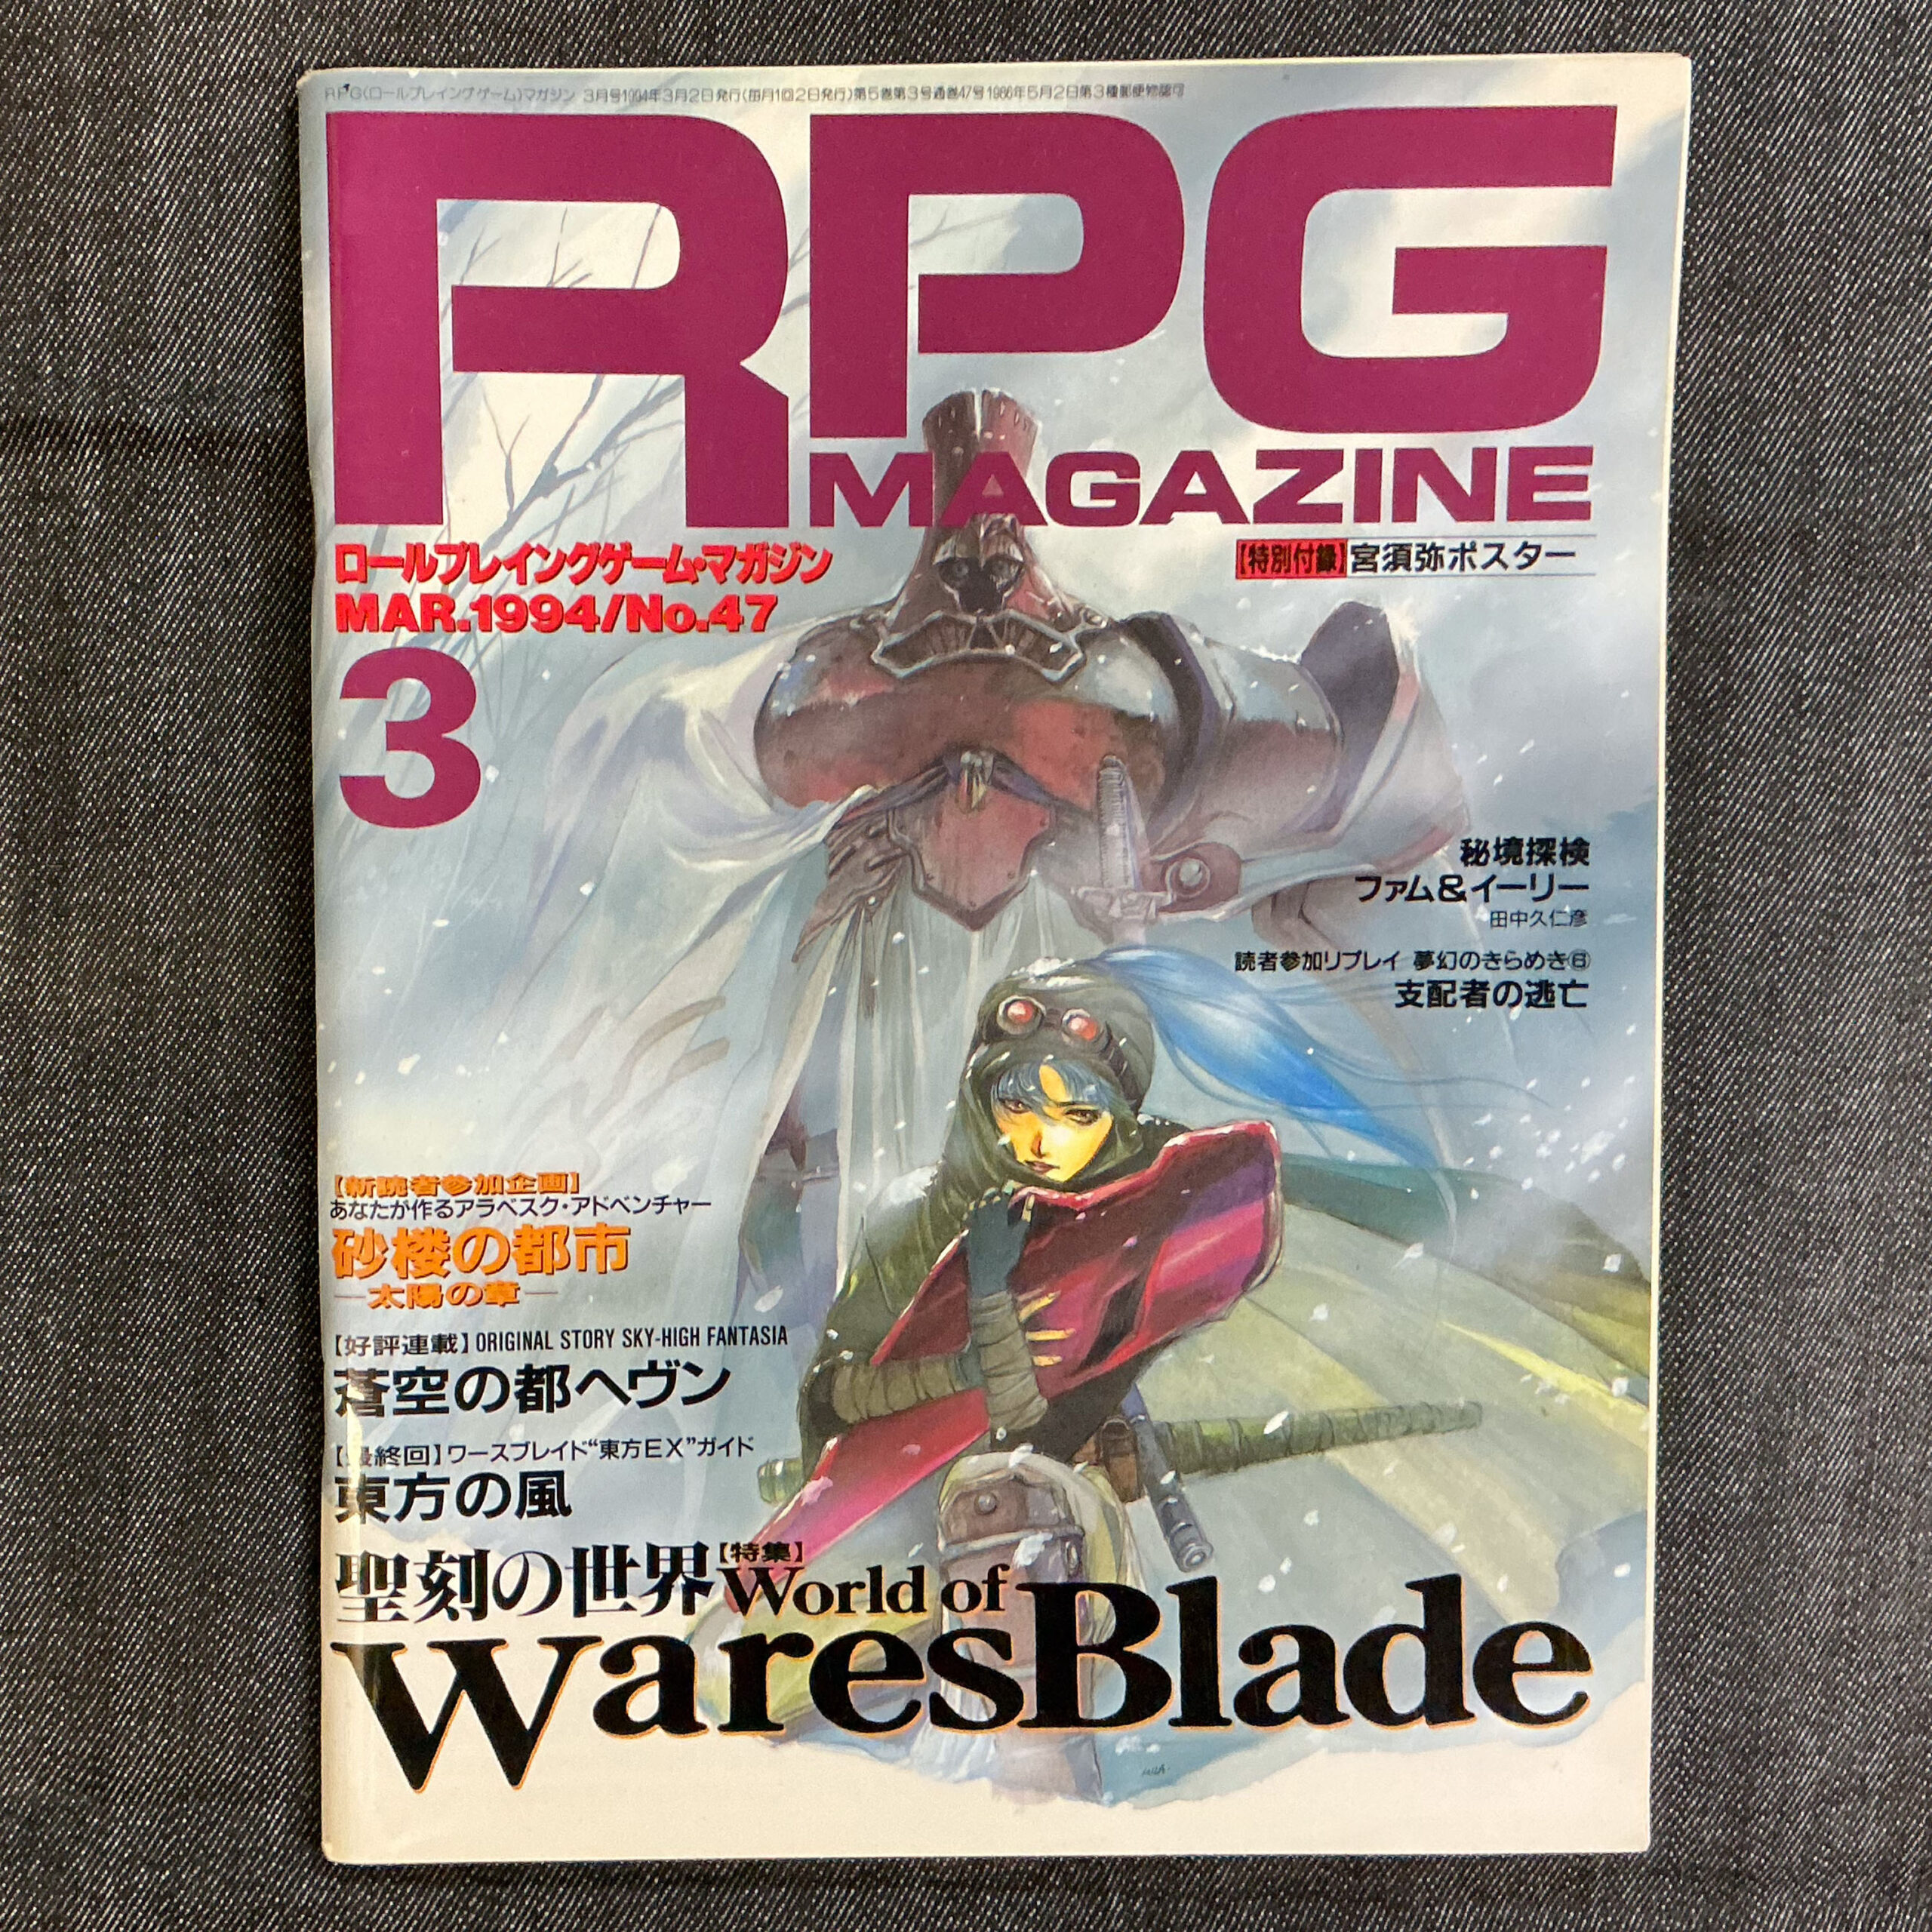 RPG(ロールプレイングゲーム)マガジン 3月号1994年3月2日発行(毎月1回2日発行)第5巻第3号通巻47号1986年5月2日第3種郵便物認可
RPG
MAGAZINE
ロールプレイングゲーム・マガジン
MAR.1994/No.47
3
【特別付録】宮須弥ポスター
秘境探検
ファム&イーリー
田中久仁彦
読者参加リプレイ 夢幻のきらめき⑥
支配者の逃亡
【新読者参加企画】
あなたが作るアラベスク・アドベンチャー
砂楼の都市
―太陽の章―
【好評連載】ORIGINAL STORY SKY-HIGH FANTASIA
蒼空の都ヘヴン
【最終回】ワースブレイド“東方EX”ガイド
東方の風
聖刻の世界【特集】
World of
WaresBlade